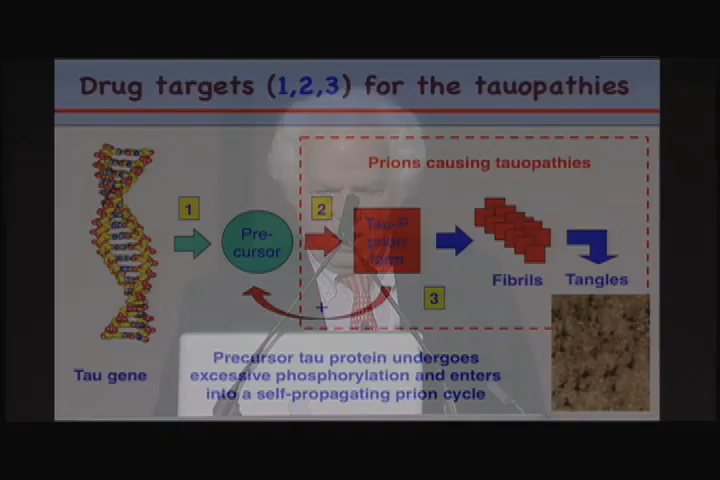 Drug targets (1,2,3) for the tauopathies
Prions causing tauopathies
1
2
Pre-
cursor
Tau-P
prion
form
Fibrils
Tangles
3
+
Tau gene
Precursor tau protein undergoes
excessive phosphorylation and enters
into a self-propagating prion cycle